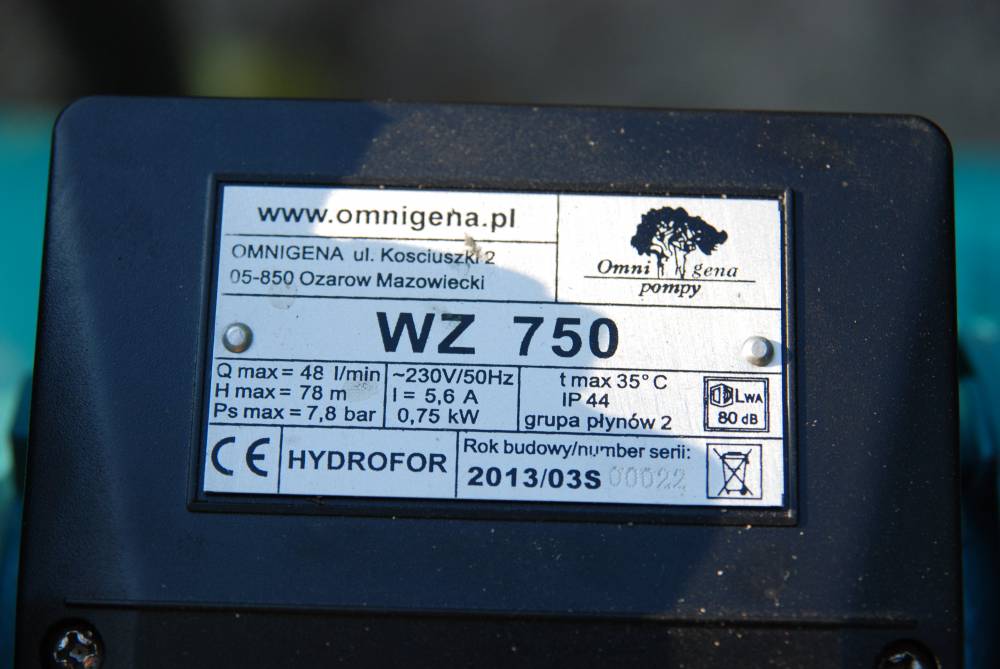 www.omnigena.pl
OMNIGENA ul. Kosciuszki 2
05-850 Ozarow Mazowiecki
Omni gena
pompy
WZ 750
Q max = 48 l/min
H max = 78 m
Ps max = 7,8 bar
~230V/50Hz
I = 5,6 A
0,75 kW
t max 35° C
IP 44
grupa płynów 2
LWA
80 dB
CE
HYDROFOR
Rok budowy/number serii:
2013/03S 00022